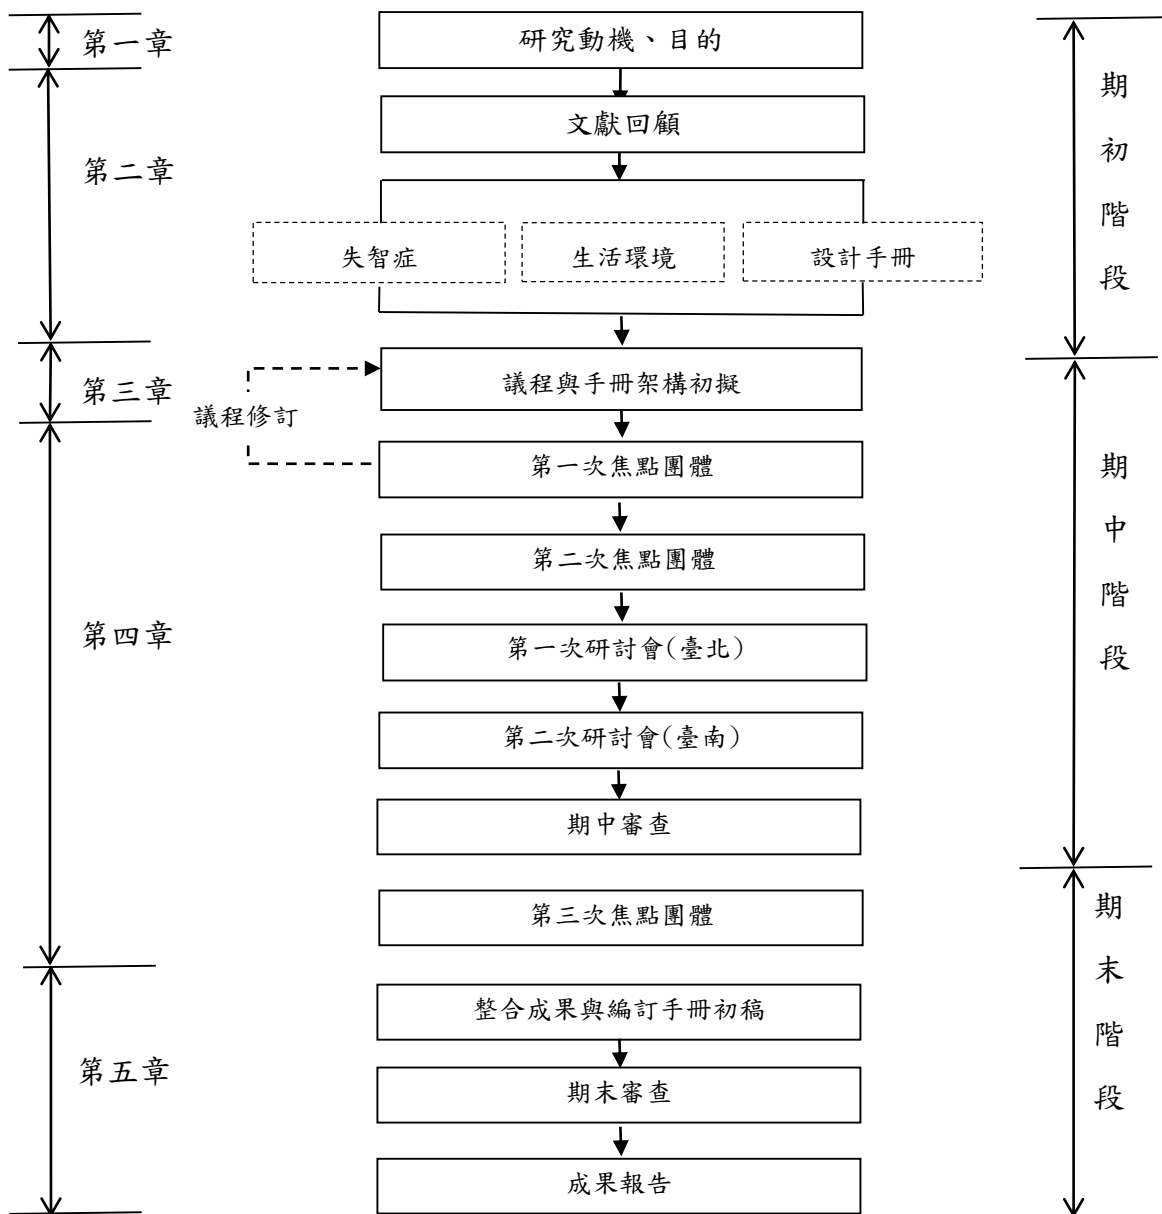 第一章
研究動機、目的
期初階段
文獻回顧
第二章
失智症
生活環境
設計手冊
第三章
議程與手冊架構初擬
議程修訂
期中階段
第一次焦點團體
第二次焦點團體
第四章
第一次研討會(臺北)
第二次研討會(臺南)
期中審查
第三次焦點團體
期末階段
整合成果與編訂手冊初稿
第五章
期末審查
成果報告